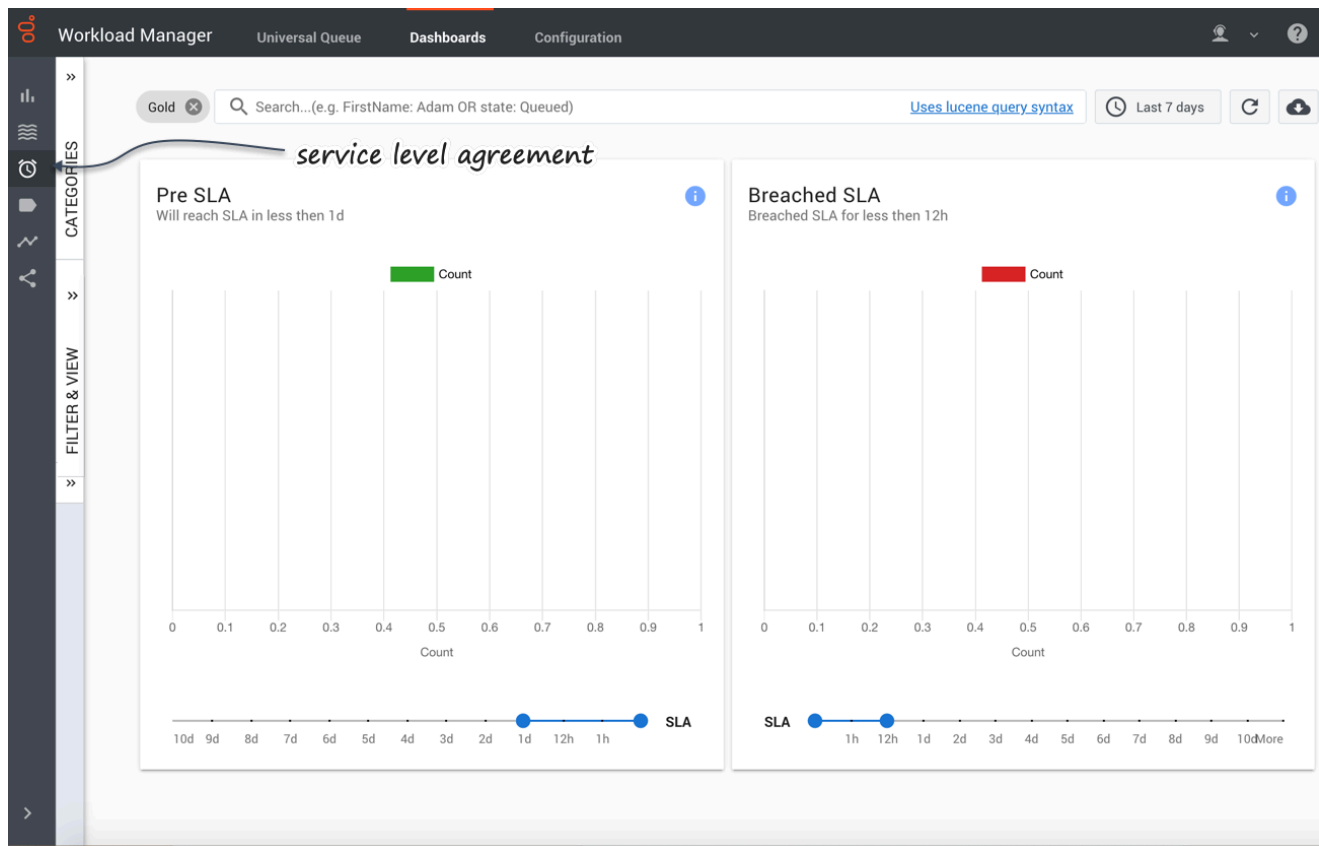 Workload Manager Universal Queue Dashboards Configuration
Gold Search...(e.g. FirstName: Adam OR state: Queued) Uses lucene query syntax Last 7 days
CATEGORIES
FILTER & VIEW
service level agreement
Pre SLA
Will reach SLA in less then 1d
Count
0 0.1 0.2 0.3 0.4 0.5 0.6 0.7 0.8 0.9 1
Count
SLA
10d 9d 8d 7d 6d 5d 4d 3d 2d 1d 12h 1h
Breached SLA
Breached SLA for less then 12h
Count
0 0.1 0.2 0.3 0.4 0.5 0.6 0.7 0.8 0.9 1
Count
SLA
1h 12h 1d 2d 3d 4d 5d 6d 7d 8d 9d 10d More